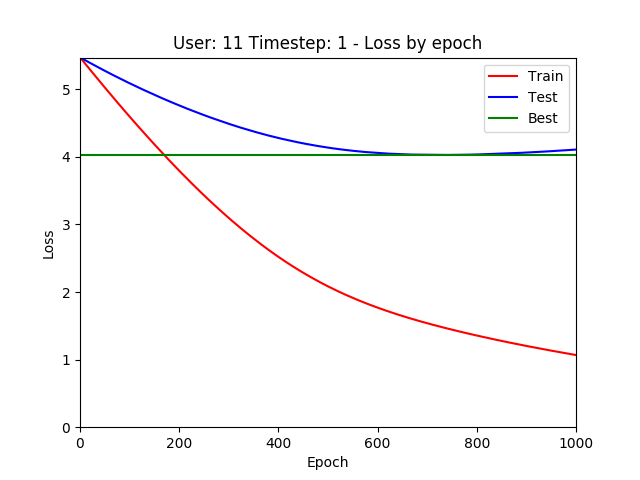 User: 11 Timestep: 1 - Loss by epoch
Train
Test
Best
Loss
5
4
3
2
1
0
0 200 400 600 800 1000
Epoch